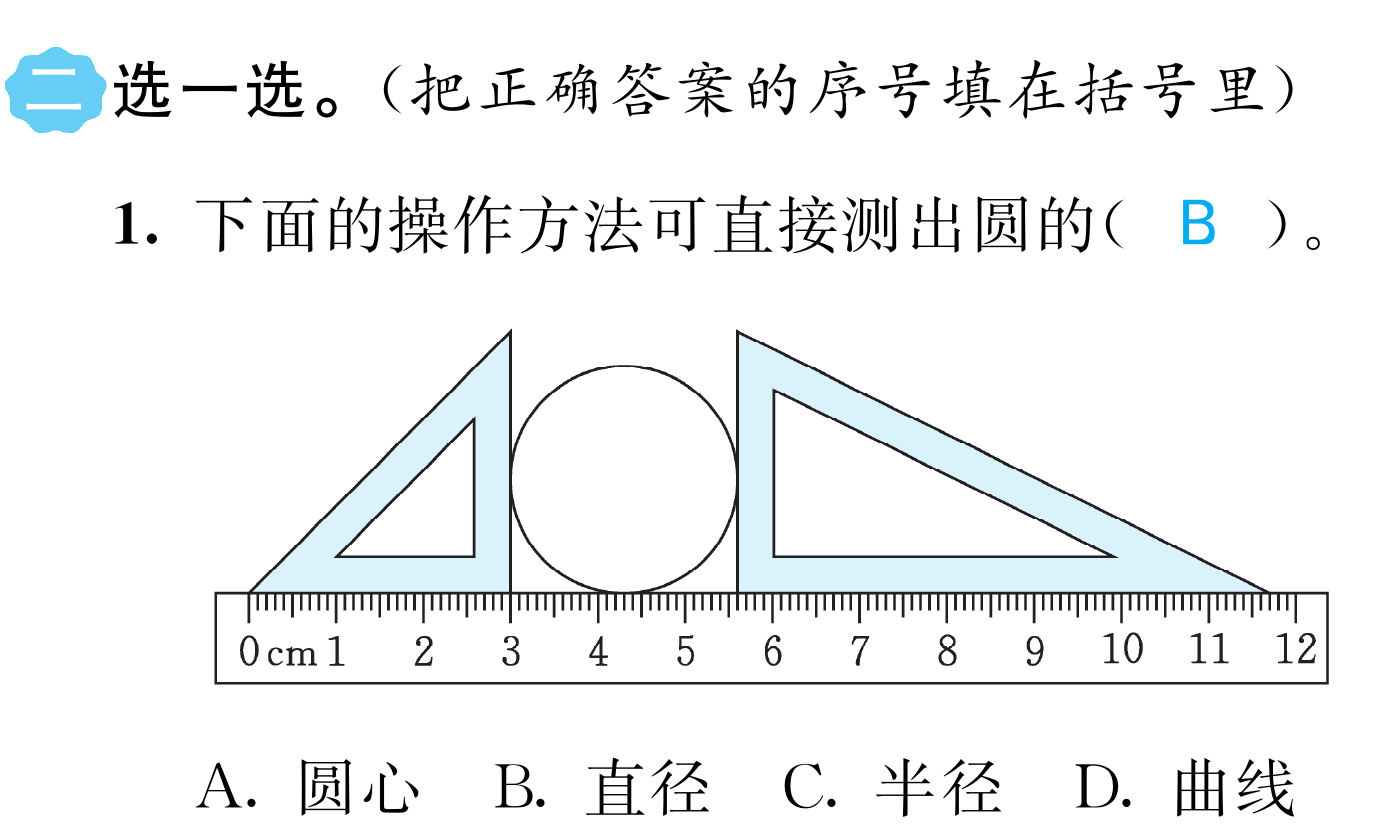 二 选一选。(把正确答案的序号填在括号里)
1. 下面的操作方法可直接测出圆的( B )。
0cm 1 2 3 4 5 6 7 8 9 10 11 12
A. 圆心 B. 直径 C. 半径 D. 曲线